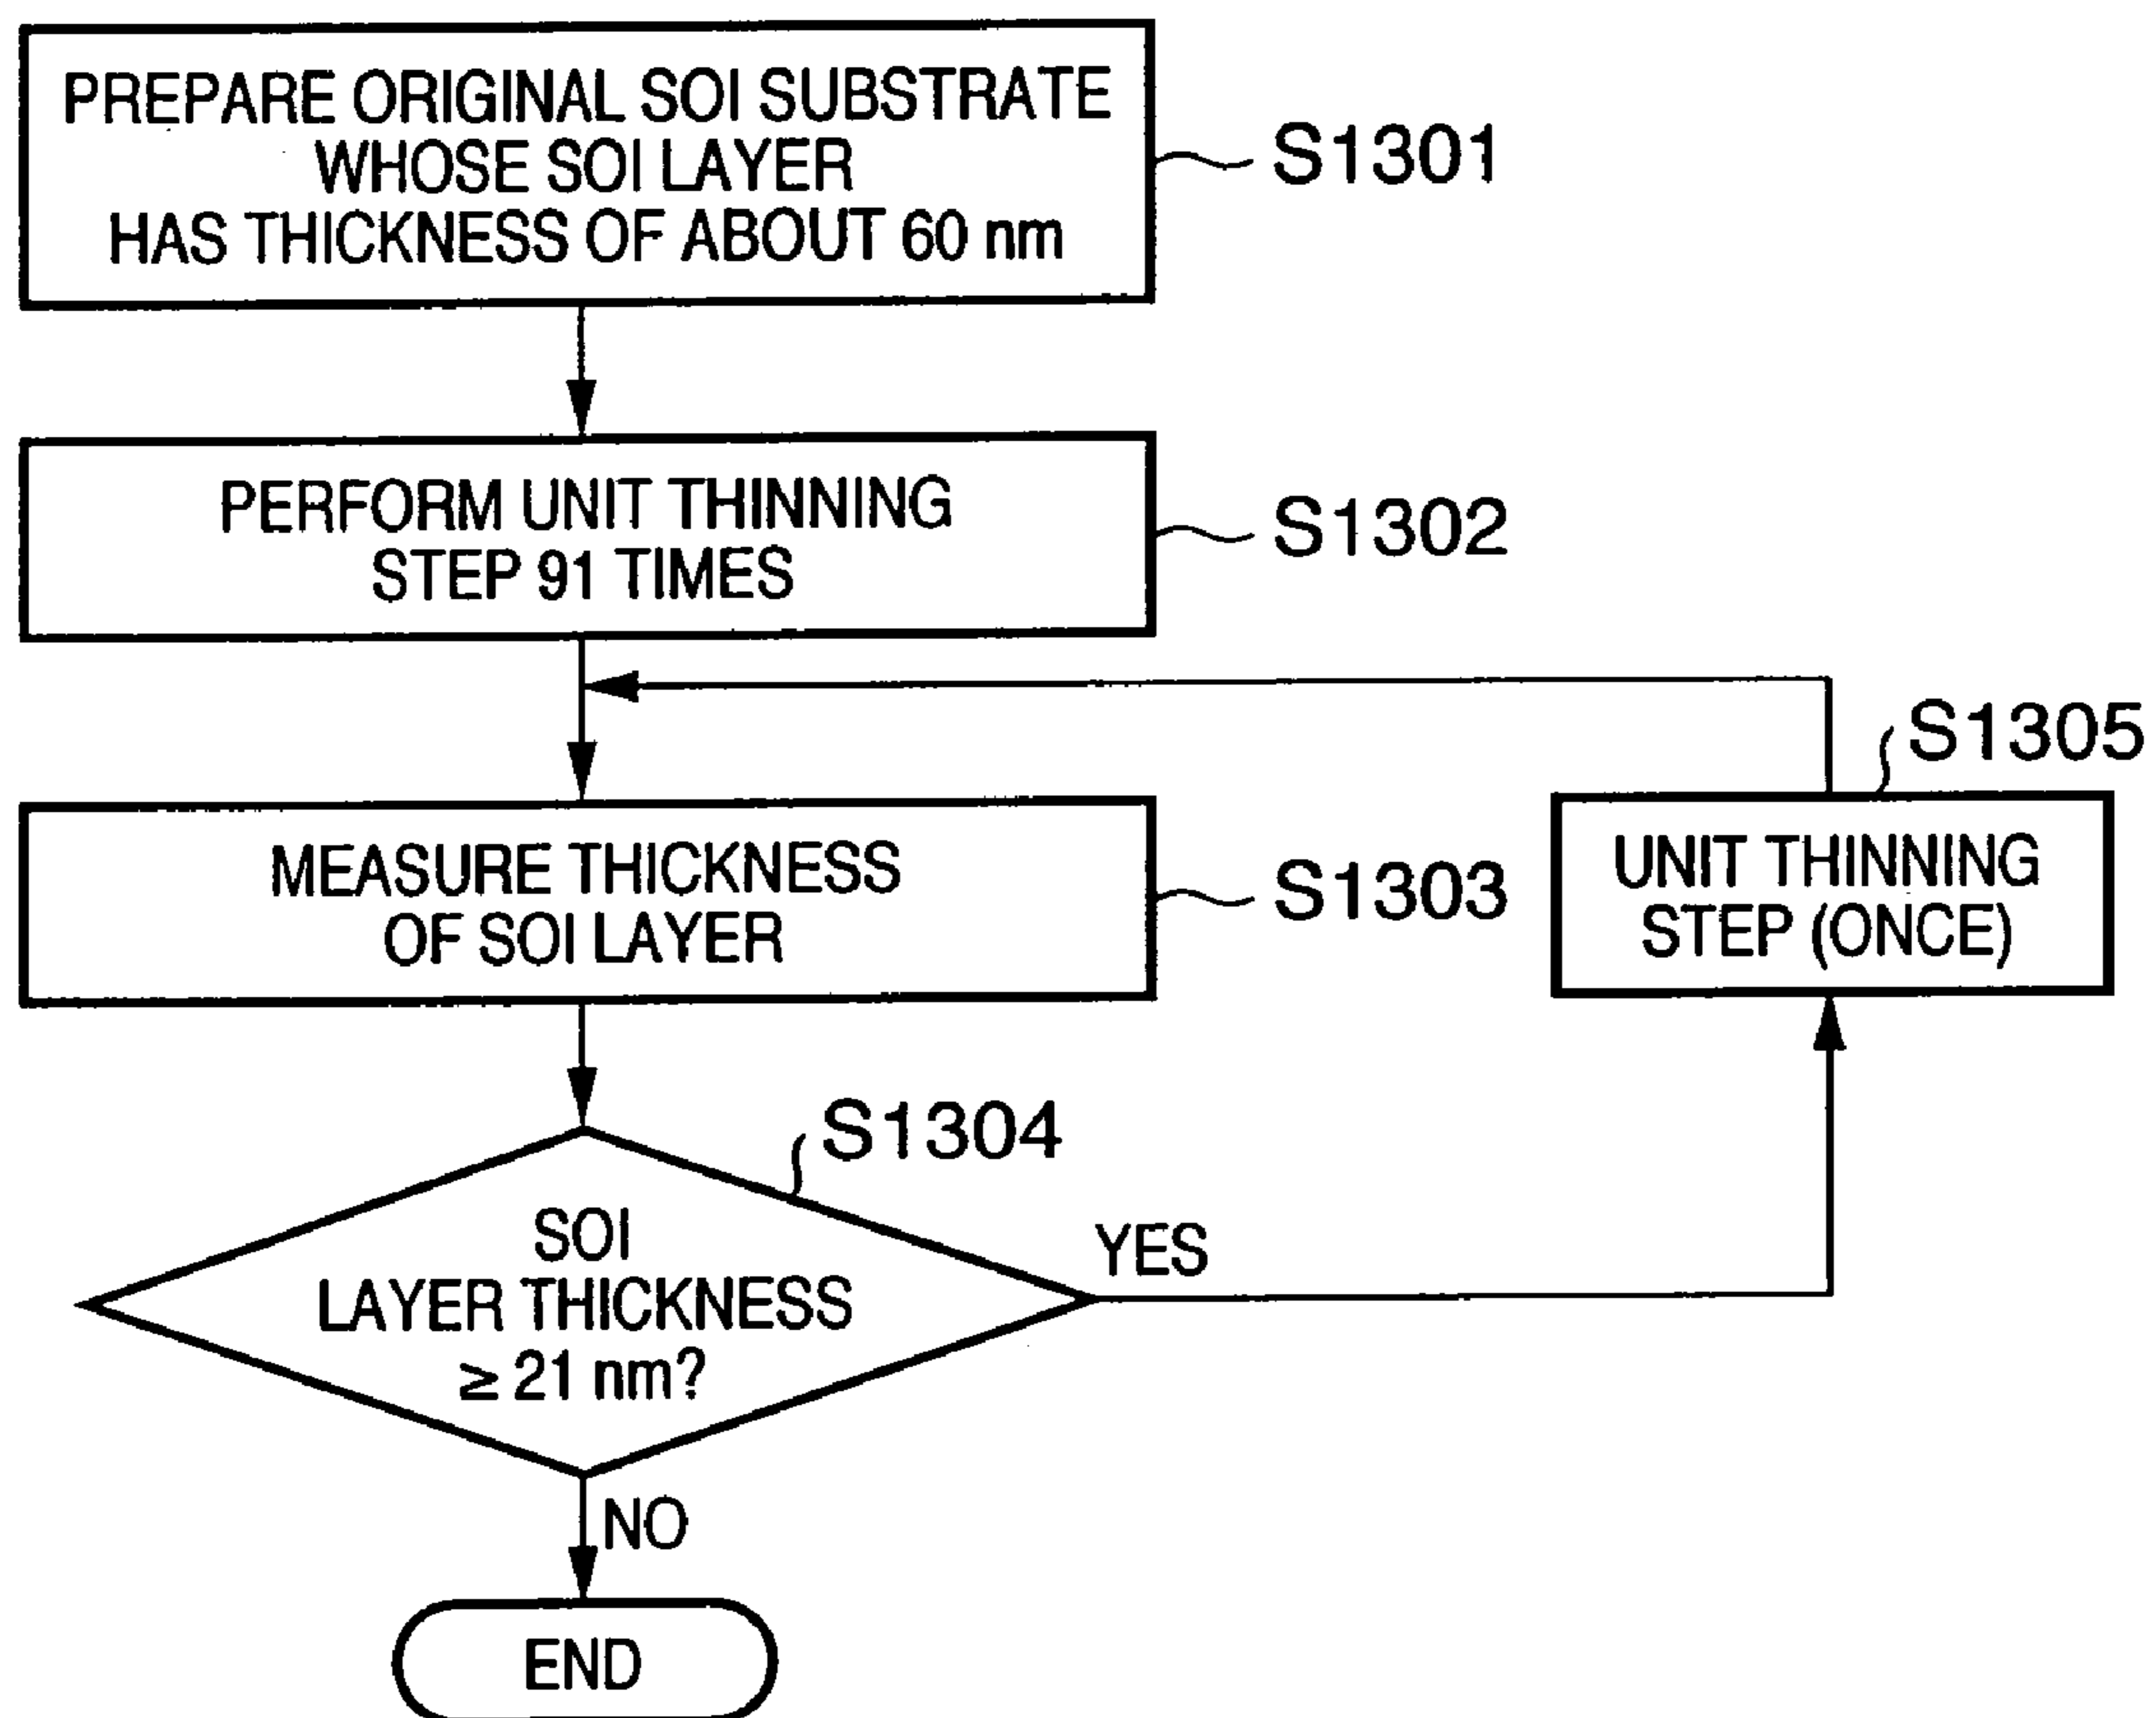 PREPARE ORIGINAL SOI SUBSTRATE
WHOSE SOI LAYER
HAS THICKNESS OF ABOUT 60 nm
S1301
PERFORM UNIT THINNING
STEP 91 TIMES
S1302
MEASURE THICKNESS
OF SOI LAYER
S1303
S1305
UNIT THINNING
STEP (ONCE)
S1304
SOI
LAYER THICKNESS
≥ 21 nm?
YES
NO
END